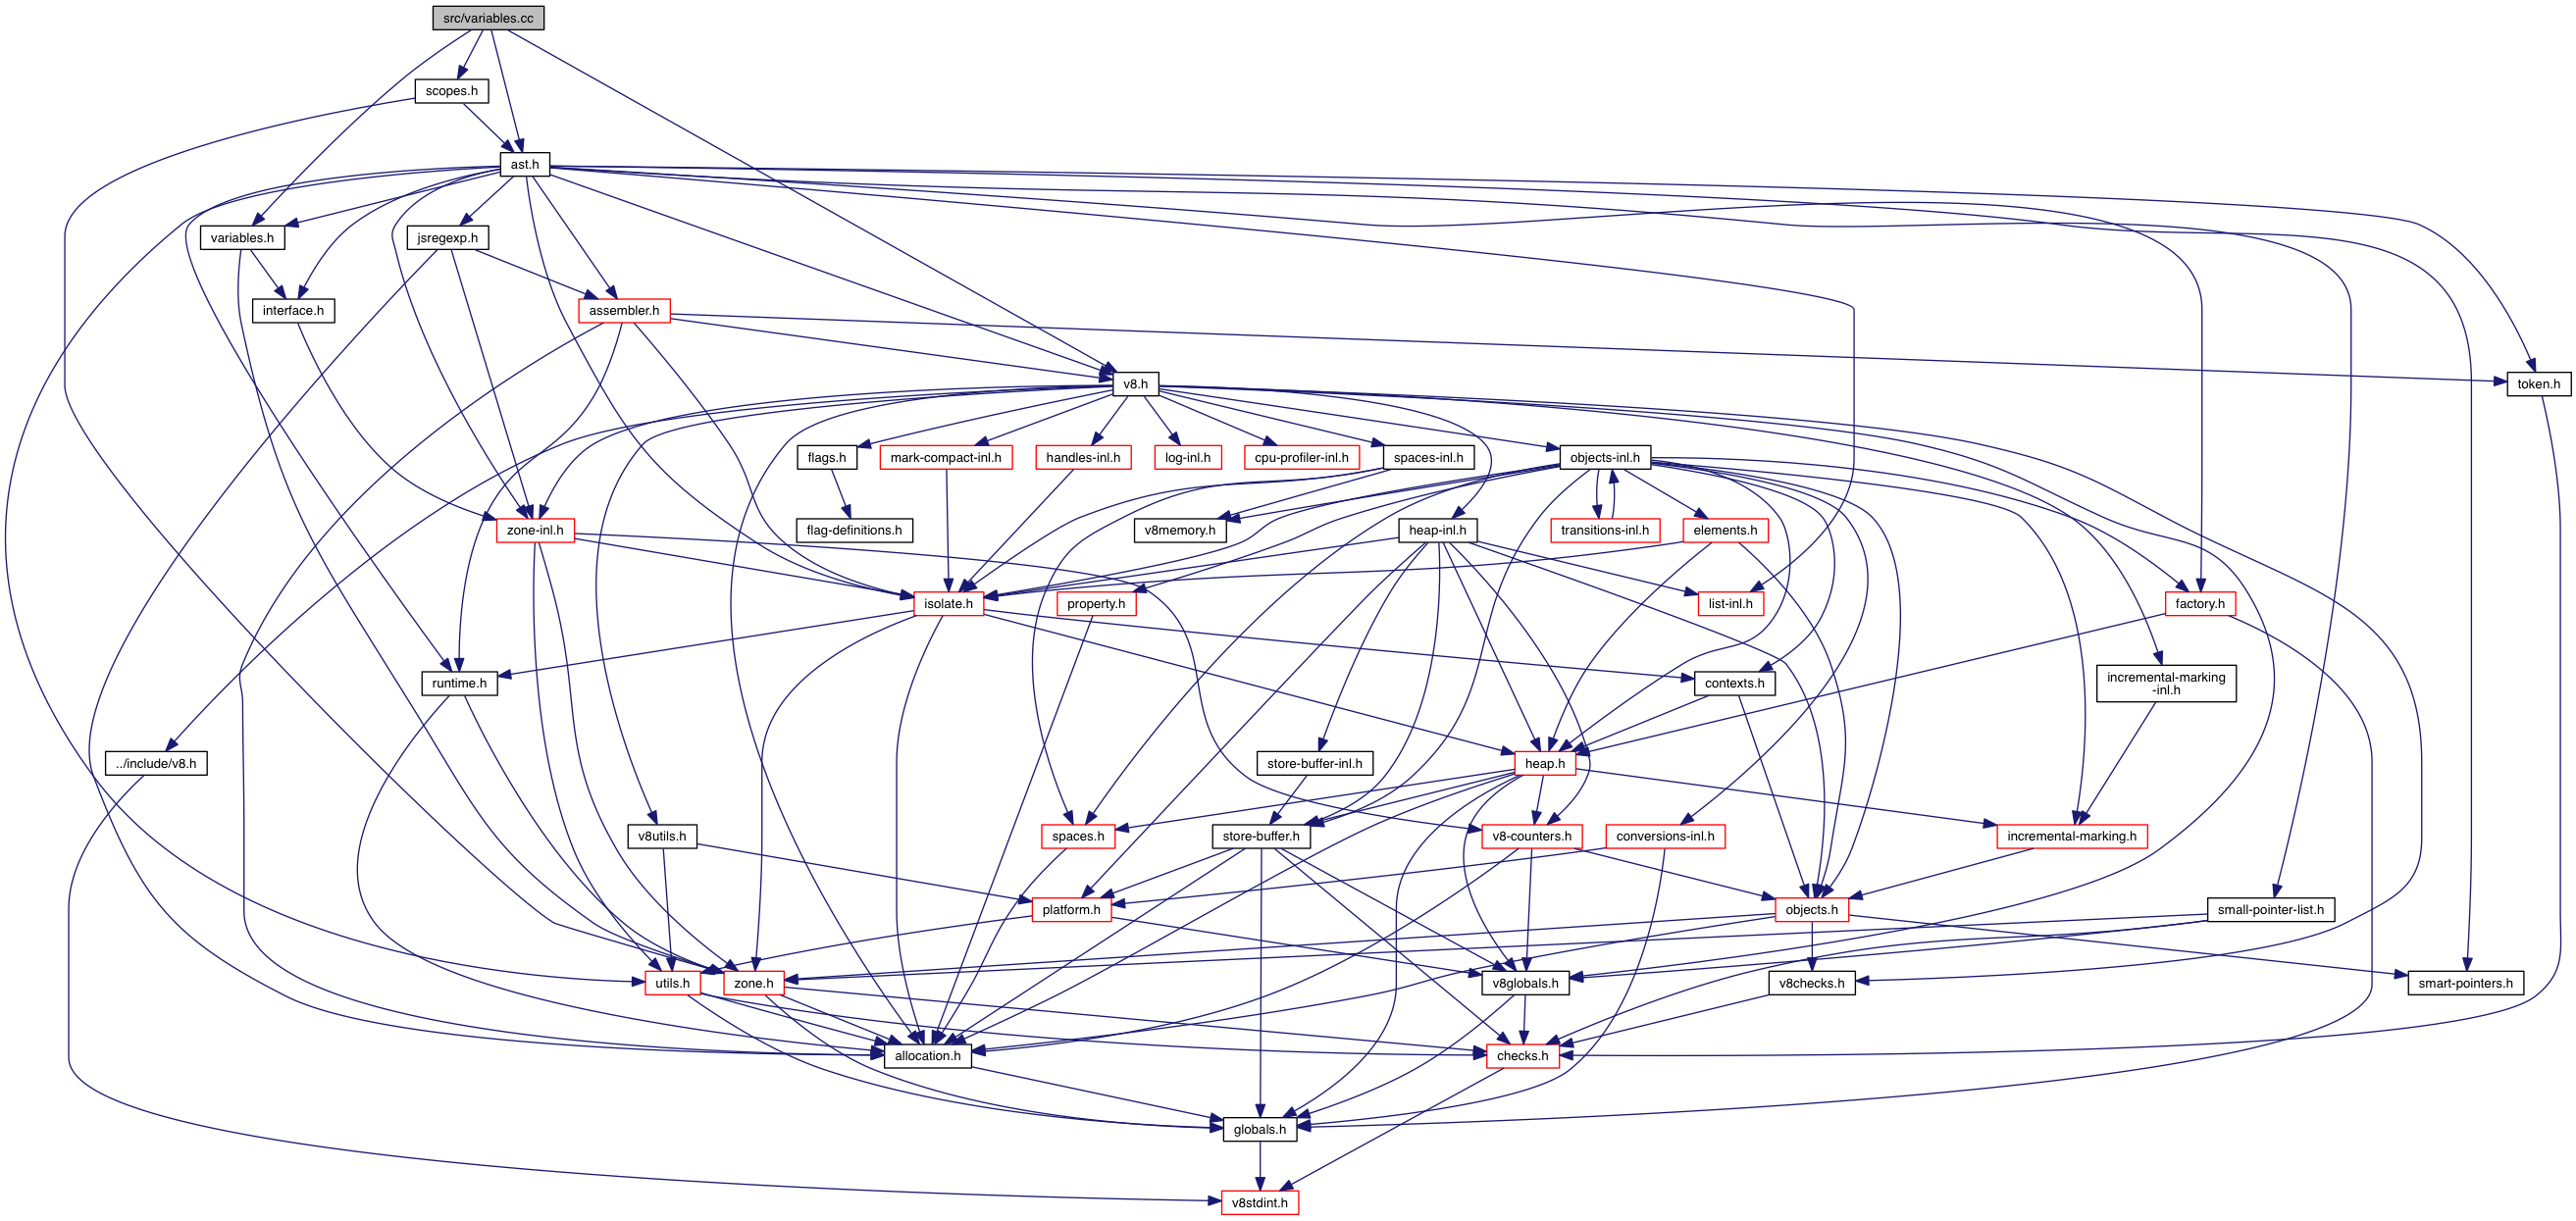 src/variables.cc
scopes.h
ast.h
variables.h
jsregexp.h
interface.h
assembler.h
v8.h
token.h
flags.h
mark-compact-inl.h
handles-inl.h
log-inl.h
cpu-profiler-inl.h
spaces-inl.h
objects-inl.h
zone-inl.h
flag-definitions.h
v8memory.h
heap-inl.h
transitions-inl.h
elements.h
isolate.h
property.h
list-inl.h
factory.h
runtime.h
contexts.h
incremental-marking
-inl.h
../include/v8.h
store-buffer-inl.h
heap.h
v8utils.h
spaces.h
store-buffer.h
v8-counters.h
conversions-inl.h
incremental-marking.h
platform.h
objects.h
small-pointer-list.h
utils.h
zone.h
v8globals.h
v8checks.h
smart-pointers.h
allocation.h
checks.h
globals.h
v8stdint.h